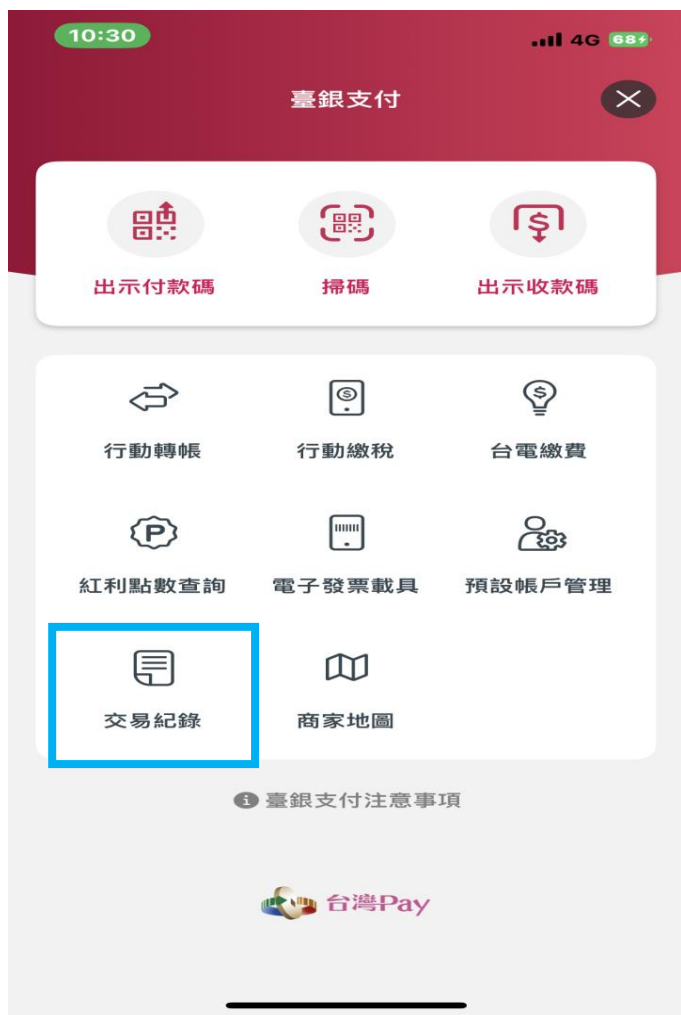 10:30
4G 68
臺銀支付
出示付款碼
掃碼
出示收款碼
行動轉帳
行動繳稅
台電繳費
紅利點數查詢
電子發票載具
預設帳戶管理
交易紀錄
商家地圖
臺銀支付注意事項
台灣Pay